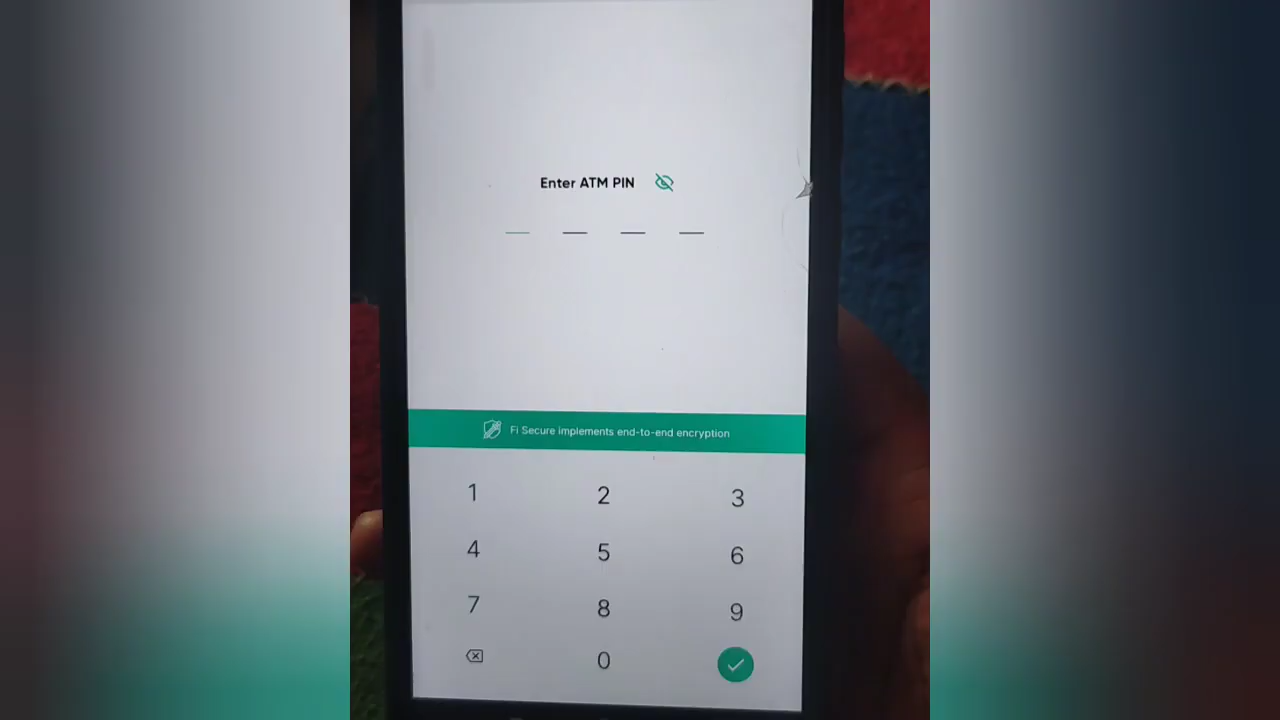 Enter ATM PIN
Fi Secure implements end-to-end encryption
1 2 3
4 5 6
7 8 9
0